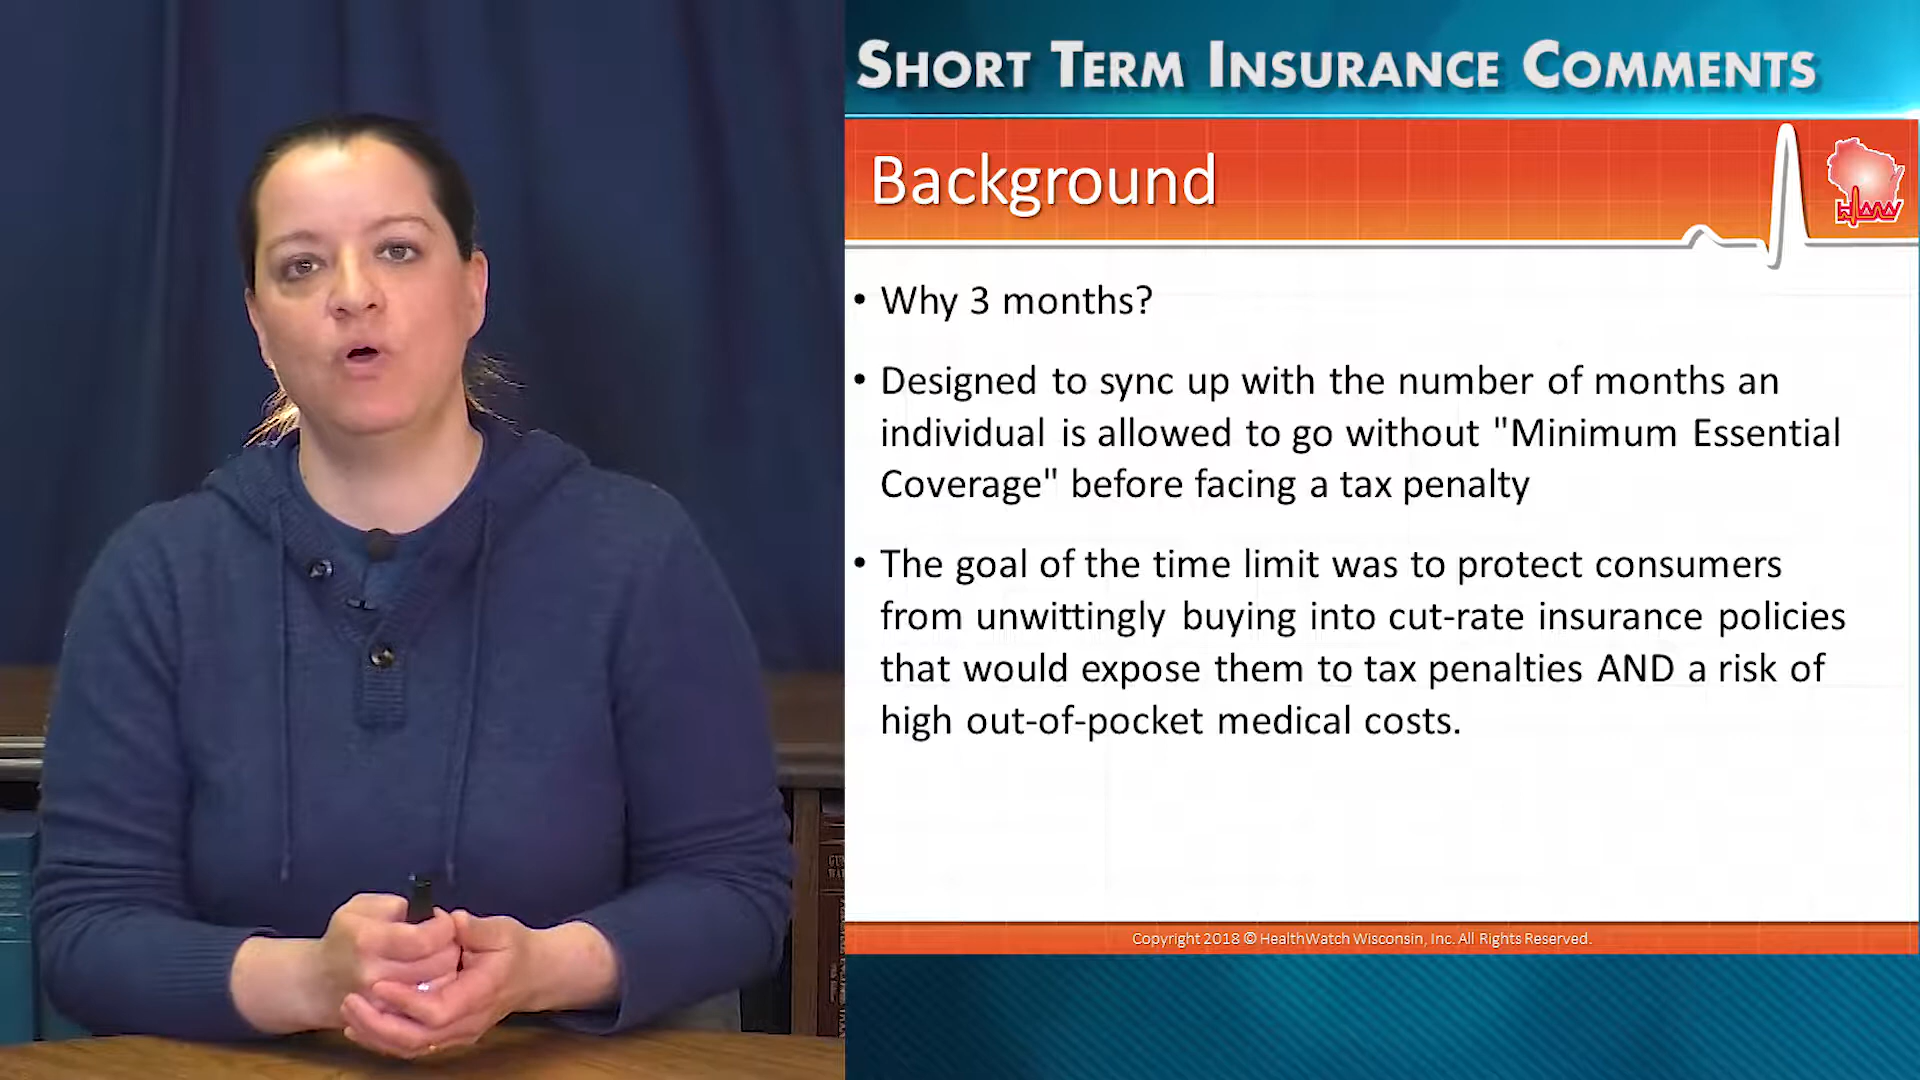 SHORT TERM INSURANCE COMMENTS
Background
• Why 3 months?
• Designed to sync up with the number of months an
individual is allowed to go without "Minimum Essential
Coverage" before facing a tax penalty
• The goal of the time limit was to protect consumers
from unwittingly buying into cut-rate insurance policies
that would expose them to tax penalties AND a risk of
high out-of-pocket medical costs.
Copyright 2018 © HealthWatch Wisconsin, Inc. All Rights Reserved.